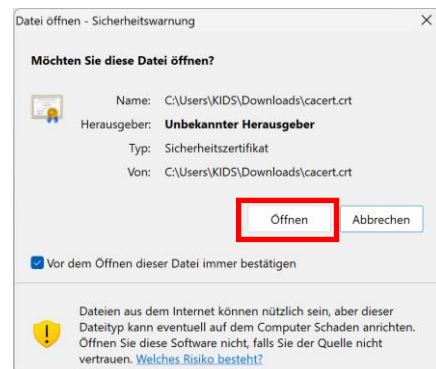 Datei öffnen - Sicherheitswarnung
Möchten Sie diese Datei öffnen?
Name: C:\Users\KIDS\Downloads\cacert.crt
Herausgeber: Unbekannter Herausgeber
Typ: Sicherheitszertifikat
Von: C:\Users\KIDS\Downloads\cacert.crt
Öffnen Abbrechen
Vor dem Öffnen dieser Datei immer bestätigen
Dateien aus dem Internet können nützlich sein, aber dieser
Dateityp kann eventuell auf dem Computer Schaden anrichten.
Öffnen Sie diese Software nicht, falls Sie der Quelle nicht
vertrauen. Welches Risiko besteht?